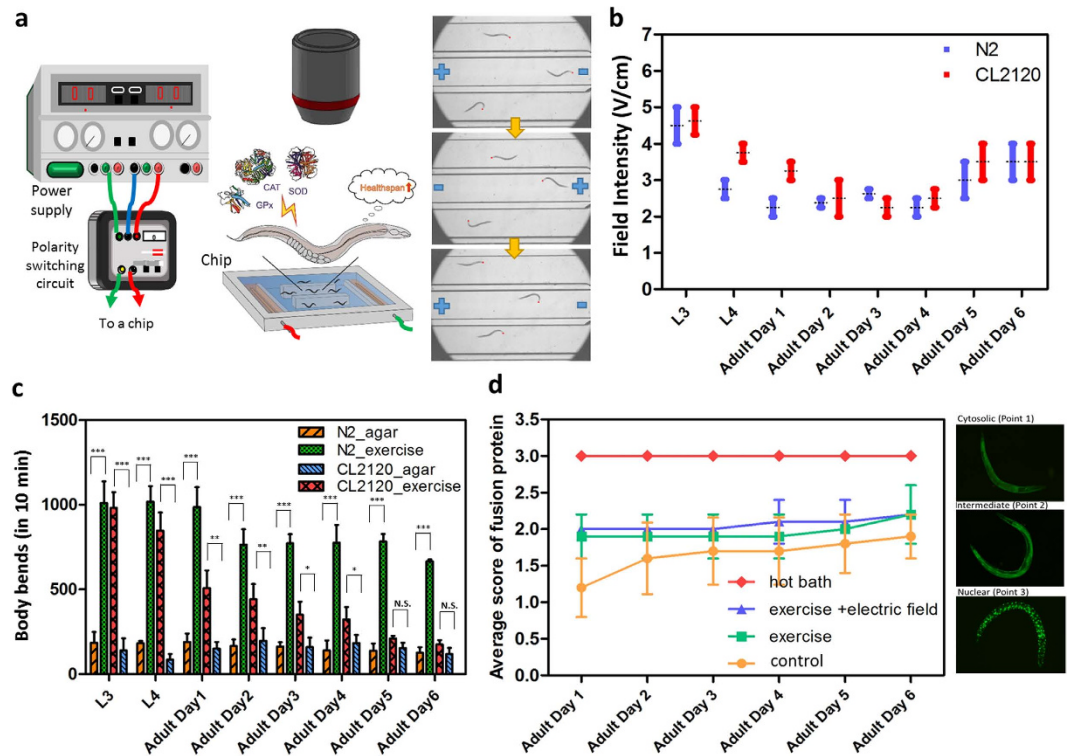 a
Power
supply
Polarity
switching
circuit
To a chip
CAT
SOD
GPx
Healthspan
Chip
b
Field Intensity (V/cm)
7
6
5
4
3
2
1
0
N2
CL2120
L3
L4
Adult Day 1
Adult Day 2
Adult Day 3
Adult Day 4
Adult Day 5
Adult Day 6
c
Body bends (in 10 min)
1500
1000
500
0
N2_agar
N2_exercise
CL2120_agar
CL2120_exercise
*** *** *** *** *** ** *** ** *** * *** * *** N.S. *** N.S.
L3
L4
Adult Day1
Adult Day2
Adult Day3
Adult Day4
Adult Day5
Adult Day6
d
Average score of fusion protein
3.5
3.0
2.5
2.0
1.5
1.0
0.5
0.0
hot bath
exercise +electric field
exercise
control
Adult Day 1
Adult Day 2
Adult Day 3
Adult Day 4
Adult Day 5
Adult Day 6
Cytosolic (Point 1)
Intermediate (Point 2)
Nuclear (Point 3)